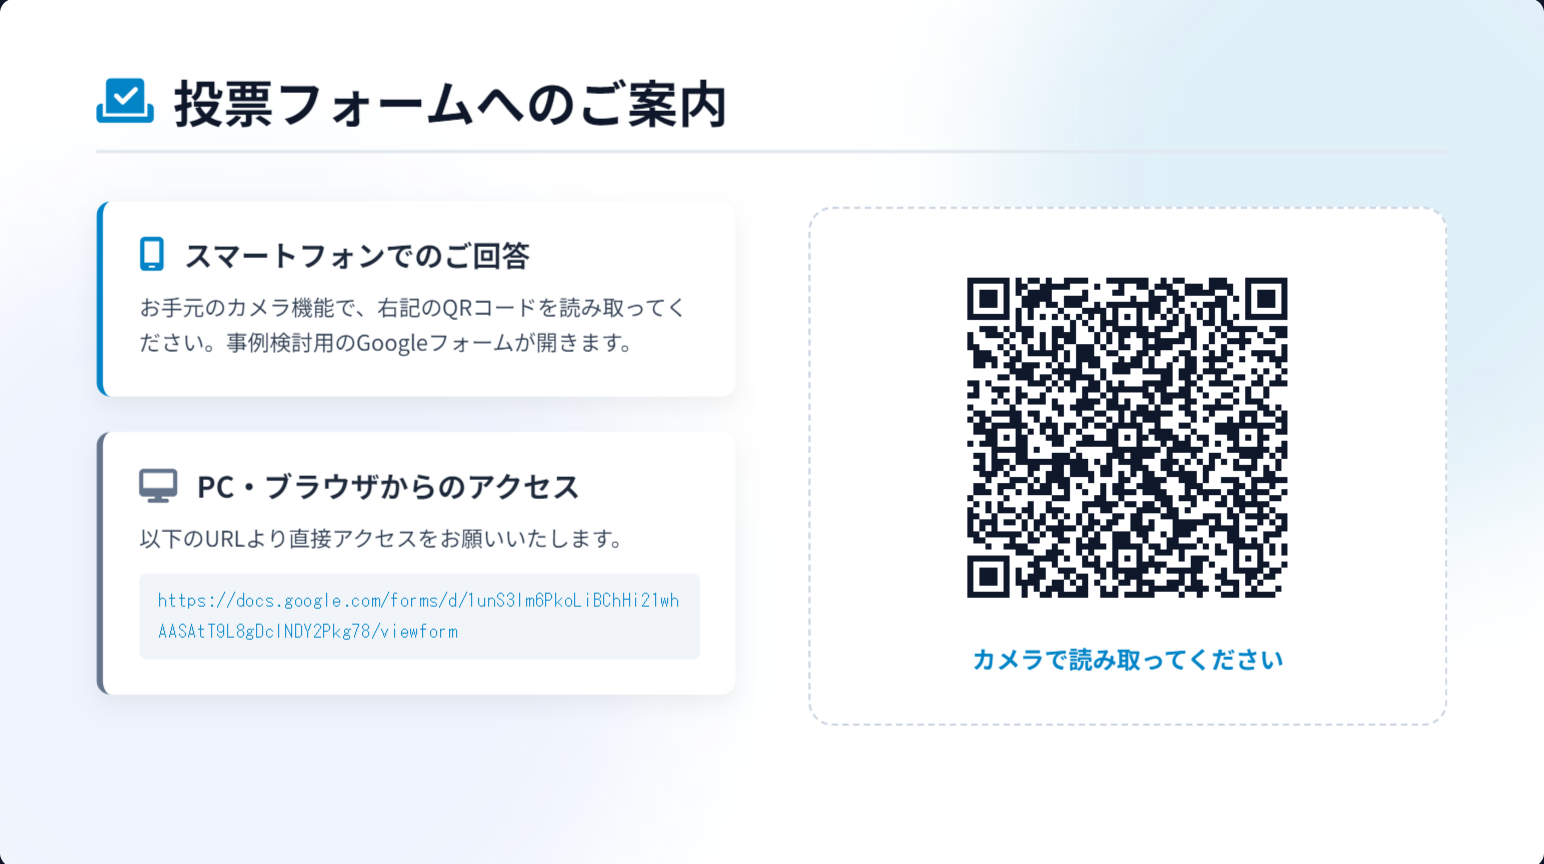 投票フォームへのご案内
スマートフォンでのご回答
お手元のカメラ機能で、右記のQRコードを読み取ってく
ださい。事例検討用のGoogleフォームが開きます。
PC・ブラウザからのアクセス
以下のURLより直接アクセスをお願いいたします。
https://docs.google.com/forms/d/1unS3lm6PkoLiBChHi21wh
AASAtT9L8gDclNDY2Pkg78/viewform
カメラで読み取ってください